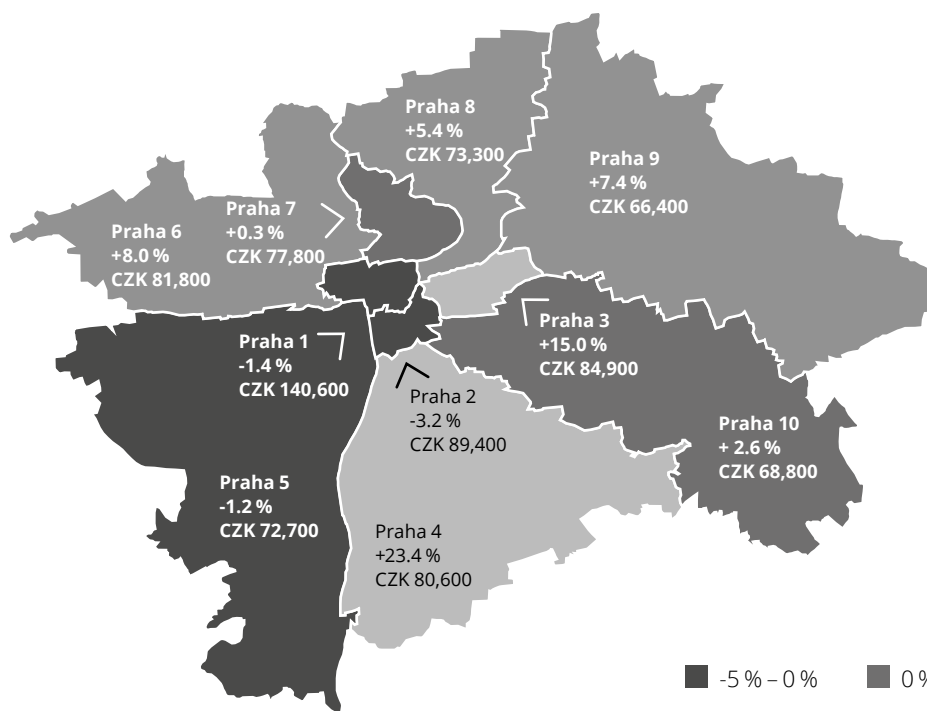 Praha 8
+5.4 %
CZK 73,300
Praha 9
+7.4 %
CZK 66,400
Praha 7
+0.3 %
CZK 77,800
Praha 6
+8.0 %
CZK 81,800
Praha 3
+15.0 %
CZK 84,900
Praha 1
-1.4 %
CZK 140,600
Praha 2
-3.2 %
CZK 89,400
Praha 10
+ 2.6 %
CZK 68,800
Praha 5
-1.2 %
CZK 72,700
Praha 4
+23.4 %
CZK 80,600
-5 % – 0 % 0 %